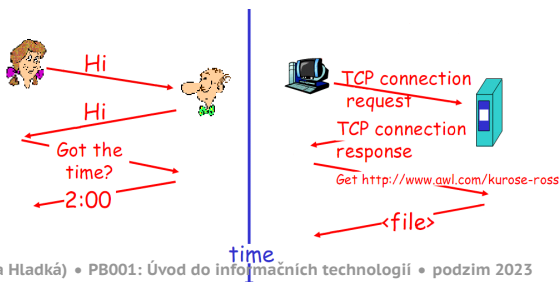 Hi
Hi
Got the
time?
2:00
TCP connection
request
TCP connection
response
Get http://www.awl.com/kurose-ross
<file>
time
a Hladká) • PB001: Úvod do informačních technologií • podzim 2023